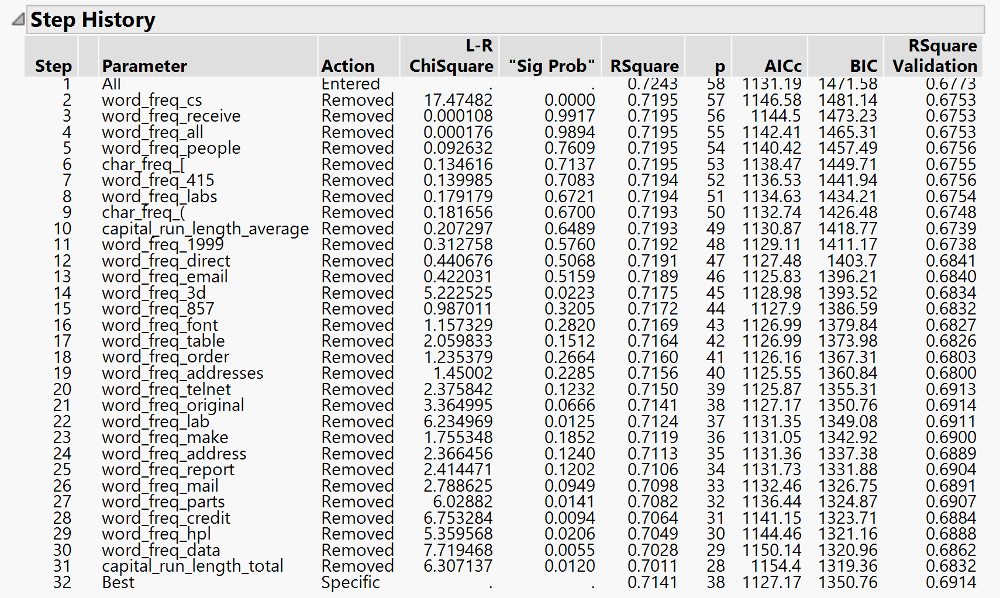 Step History
L-R RSquare
Step Parameter Action ChiSquare "Sig Prob" RSquare p AICc BIC Validation
1 All Entered . . 0.7243 58 1131.19 1471.58 0.6773
2 word_freq_cs Removed 17.47482 0.0000 0.7195 57 1146.58 1481.14 0.6753
3 word_freq_receive Removed 0.000108 0.9917 0.7195 56 1144.5 1473.23 0.6753
4 word_freq_all Removed 0.000176 0.9894 0.7195 55 1142.41 1465.31 0.6753
5 word_freq_people Removed 0.092632 0.7609 0.7195 54 1140.42 1457.49 0.6756
6 char_freq_[ Removed 0.134616 0.7137 0.7195 53 1138.47 1449.71 0.6755
7 word_freq_415 Removed 0.139985 0.7083 0.7194 52 1136.53 1441.94 0.6756
8 word_freq_labs Removed 0.179179 0.6721 0.7194 51 1134.63 1434.21 0.6754
9 char_freq_( Removed 0.181656 0.6700 0.7193 50 1132.74 1426.48 0.6748
10 capital_run_length_average Removed 0.207297 0.6489 0.7193 49 1130.87 1418.77 0.6739
11 word_freq_1999 Removed 0.312758 0.5760 0.7192 48 1129.11 1411.17 0.6738
12 word_freq_direct Removed 0.440676 0.5068 0.7191 47 1127.48 1403.7 0.6841
13 word_freq_email Removed 0.422031 0.5159 0.7189 46 1125.83 1396.21 0.6840
14 word_freq_3d Removed 5.222525 0.0223 0.7175 45 1128.98 1393.52 0.6834
15 word_freq_857 Removed 0.987011 0.3205 0.7172 44 1127.9 1386.59 0.6832
16 word_freq_font Removed 1.157329 0.2820 0.7169 43 1126.99 1379.84 0.6827
17 word_freq_table Removed 2.059833 0.1512 0.7164 42 1126.99 1373.98 0.6826
18 word_freq_order Removed 1.235379 0.2664 0.7160 41 1126.16 1367.31 0.6803
19 word_freq_addresses Removed 1.45002 0.2285 0.7156 40 1125.55 1360.84 0.6800
20 word_freq_telnet Removed 2.375842 0.1232 0.7150 39 1125.87 1355.31 0.6913
21 word_freq_original Removed 3.364995 0.0666 0.7141 38 1127.17 1350.76 0.6914
22 word_freq_lab Removed 6.234969 0.0125 0.7124 37 1131.35 1349.08 0.6911
23 word_freq_make Removed 1.755348 0.1852 0.7119 36 1131.05 1342.92 0.6900
24 word_freq_address Removed 2.366456 0.1240 0.7113 35 1131.36 1337.38 0.6889
25 word_freq_report Removed 2.414471 0.1202 0.7106 34 1131.73 1331.88 0.6904
26 word_freq_mail Removed 2.788625 0.0949 0.7098 33 1132.46 1326.75 0.6891
27 word_freq_parts Removed 6.02882 0.0141 0.7082 32 1136.44 1324.87 0.6907
28 word_freq_credit Removed 6.753284 0.0094 0.7064 31 1141.15 1323.71 0.6884
29 word_freq_hpl Removed 5.359568 0.0206 0.7049 30 1144.46 1321.16 0.6888
30 word_freq_data Removed 7.719468 0.0055 0.7028 29 1150.14 1320.96 0.6862
31 capital_run_length_total Removed 6.307137 0.0120 0.7011 28 1154.4 1319.36 0.6832
32 Best Specific . . 0.7141 38 1127.17 1350.76 0.6914